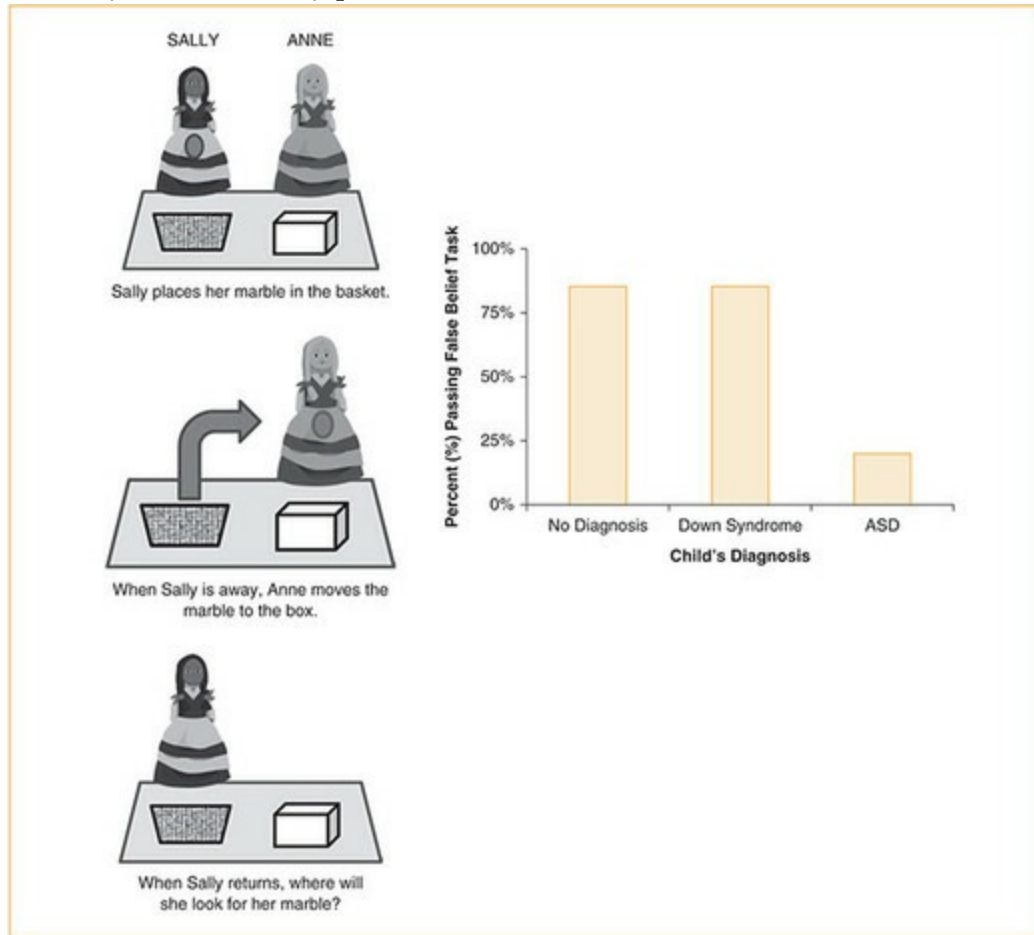 SALLY
ANNE
Sally places her marble in the basket.
When Sally is away, Anne moves the
marble to the box.
When Sally returns, where will
she look for her marble?
Percent (%) Passing False Belief Task
100%
75%
50%
25%
0%
No Diagnosis
Down Syndrome
ASD
Child's Diagnosis